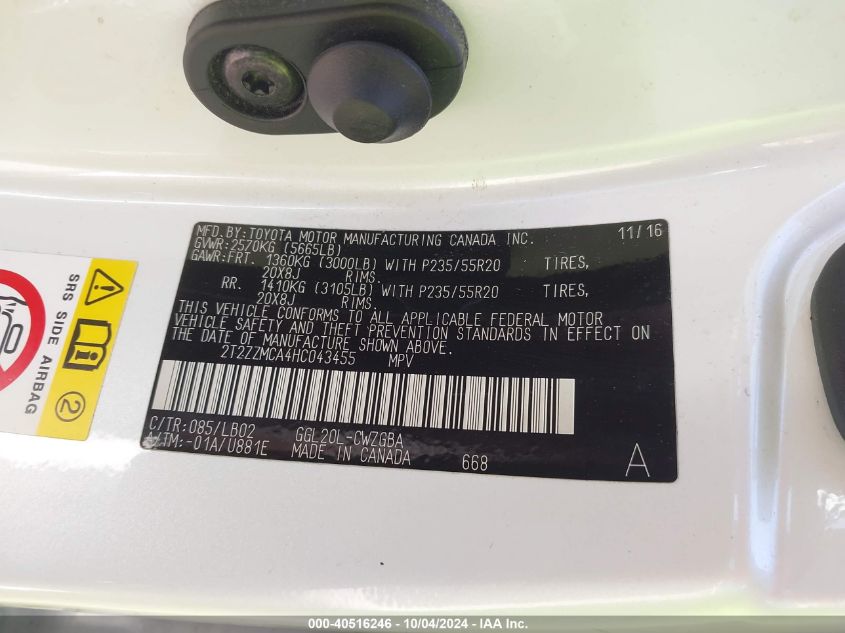 MFD.BY:TOYOTA MOTOR MANUFACTURING CANADA INC. 11/16
GVWR:2570KG (5665LB)
GAWR:FRT. 1360KG (3000LB) WITH P235/55R20 TIRES,
20X8J RIMS.
RR. 1410KG (3105LB) WITH P235/55R20 TIRES,
20X8J RIMS.
THIS VEHICLE CONFORMS TO ALL APPLICABLE FEDERAL MOTOR
VEHICLE SAFETY AND THEFT PREVENTION STANDARDS IN EFFECT ON
THE DATE OF MANUFACTURE SHOWN ABOVE.
2T2ZZMCA4HC043455 MPV
C/TR:085/LB02 GGL20L-CWZGBA
A/TM:-01A/U881E MADE IN CANADA 668 A
SRS SIDE AIRBAG
2
000-40516246 - 10/04/2024 - IAA Inc.